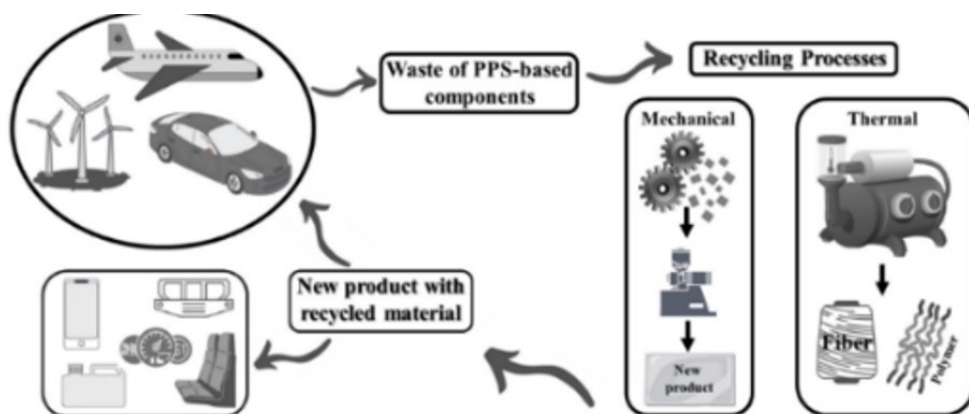 Waste of PPS-based
components
Recycling Processes
Mechanical
Thermal
New product with
recycled material
New
product
Fiber
Polymer